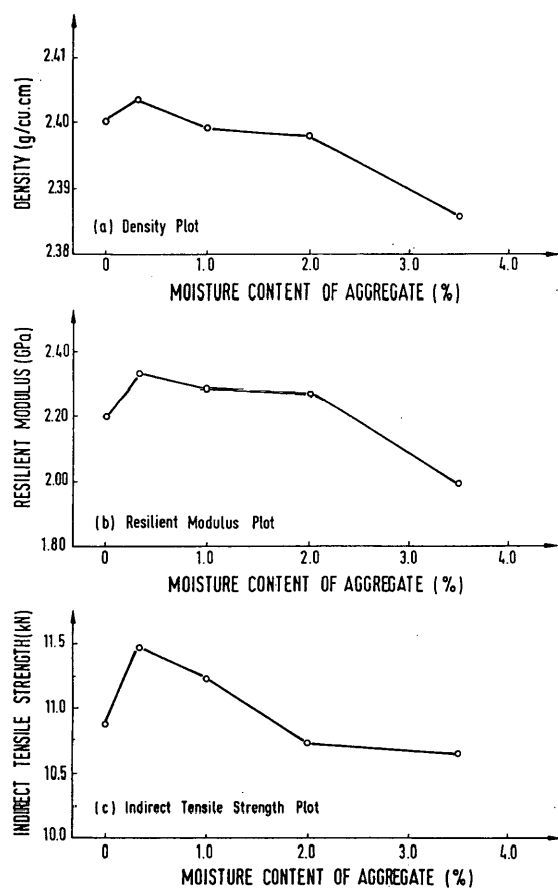 2.41
2.40
2.39
2.38
DENSITY (g/cu.cm)
(a) Density Plot
0 1.0 2.0 3.0 4.0
MOISTURE CONTENT OF AGGREGATE (%)
2.40
2.20
2.00
1.80
RESILIENT MODULUS (GPa)
(b) Resilient Modulus Plot
0 1.0 2.0 3.0 4.0
MOISTURE CONTENT OF AGGREGATE (%)
11.5
11.0
10.5
10.0
INDIRECT TENSILE STRENGTH(kN)
(c) Indirect Tensile Strength Plot
0 1.0 2.0 3.0 4.0
MOISTURE CONTENT OF AGGREGATE (%)